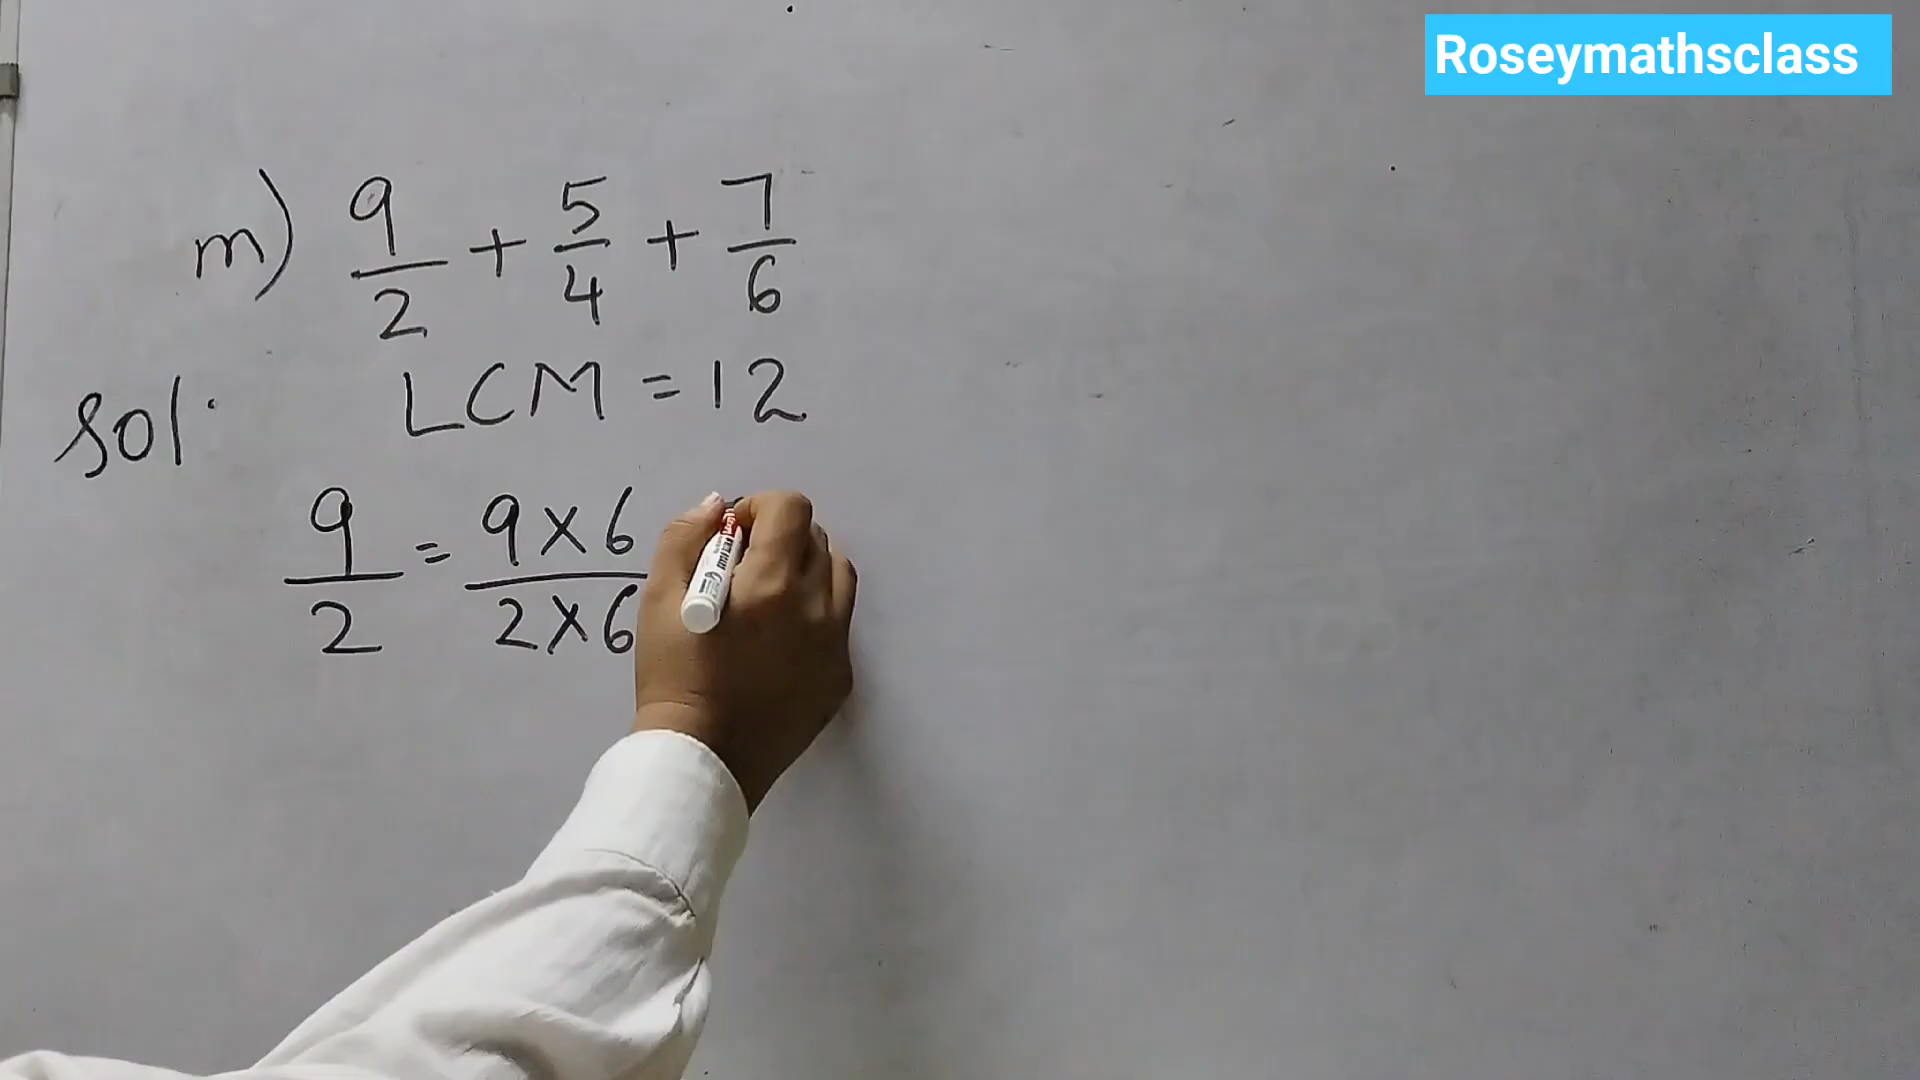 Roseymathsclass
m) 9/2 + 5/4 + 7/6
Sol. LCM = 12
9/2 = 9×6/2×6